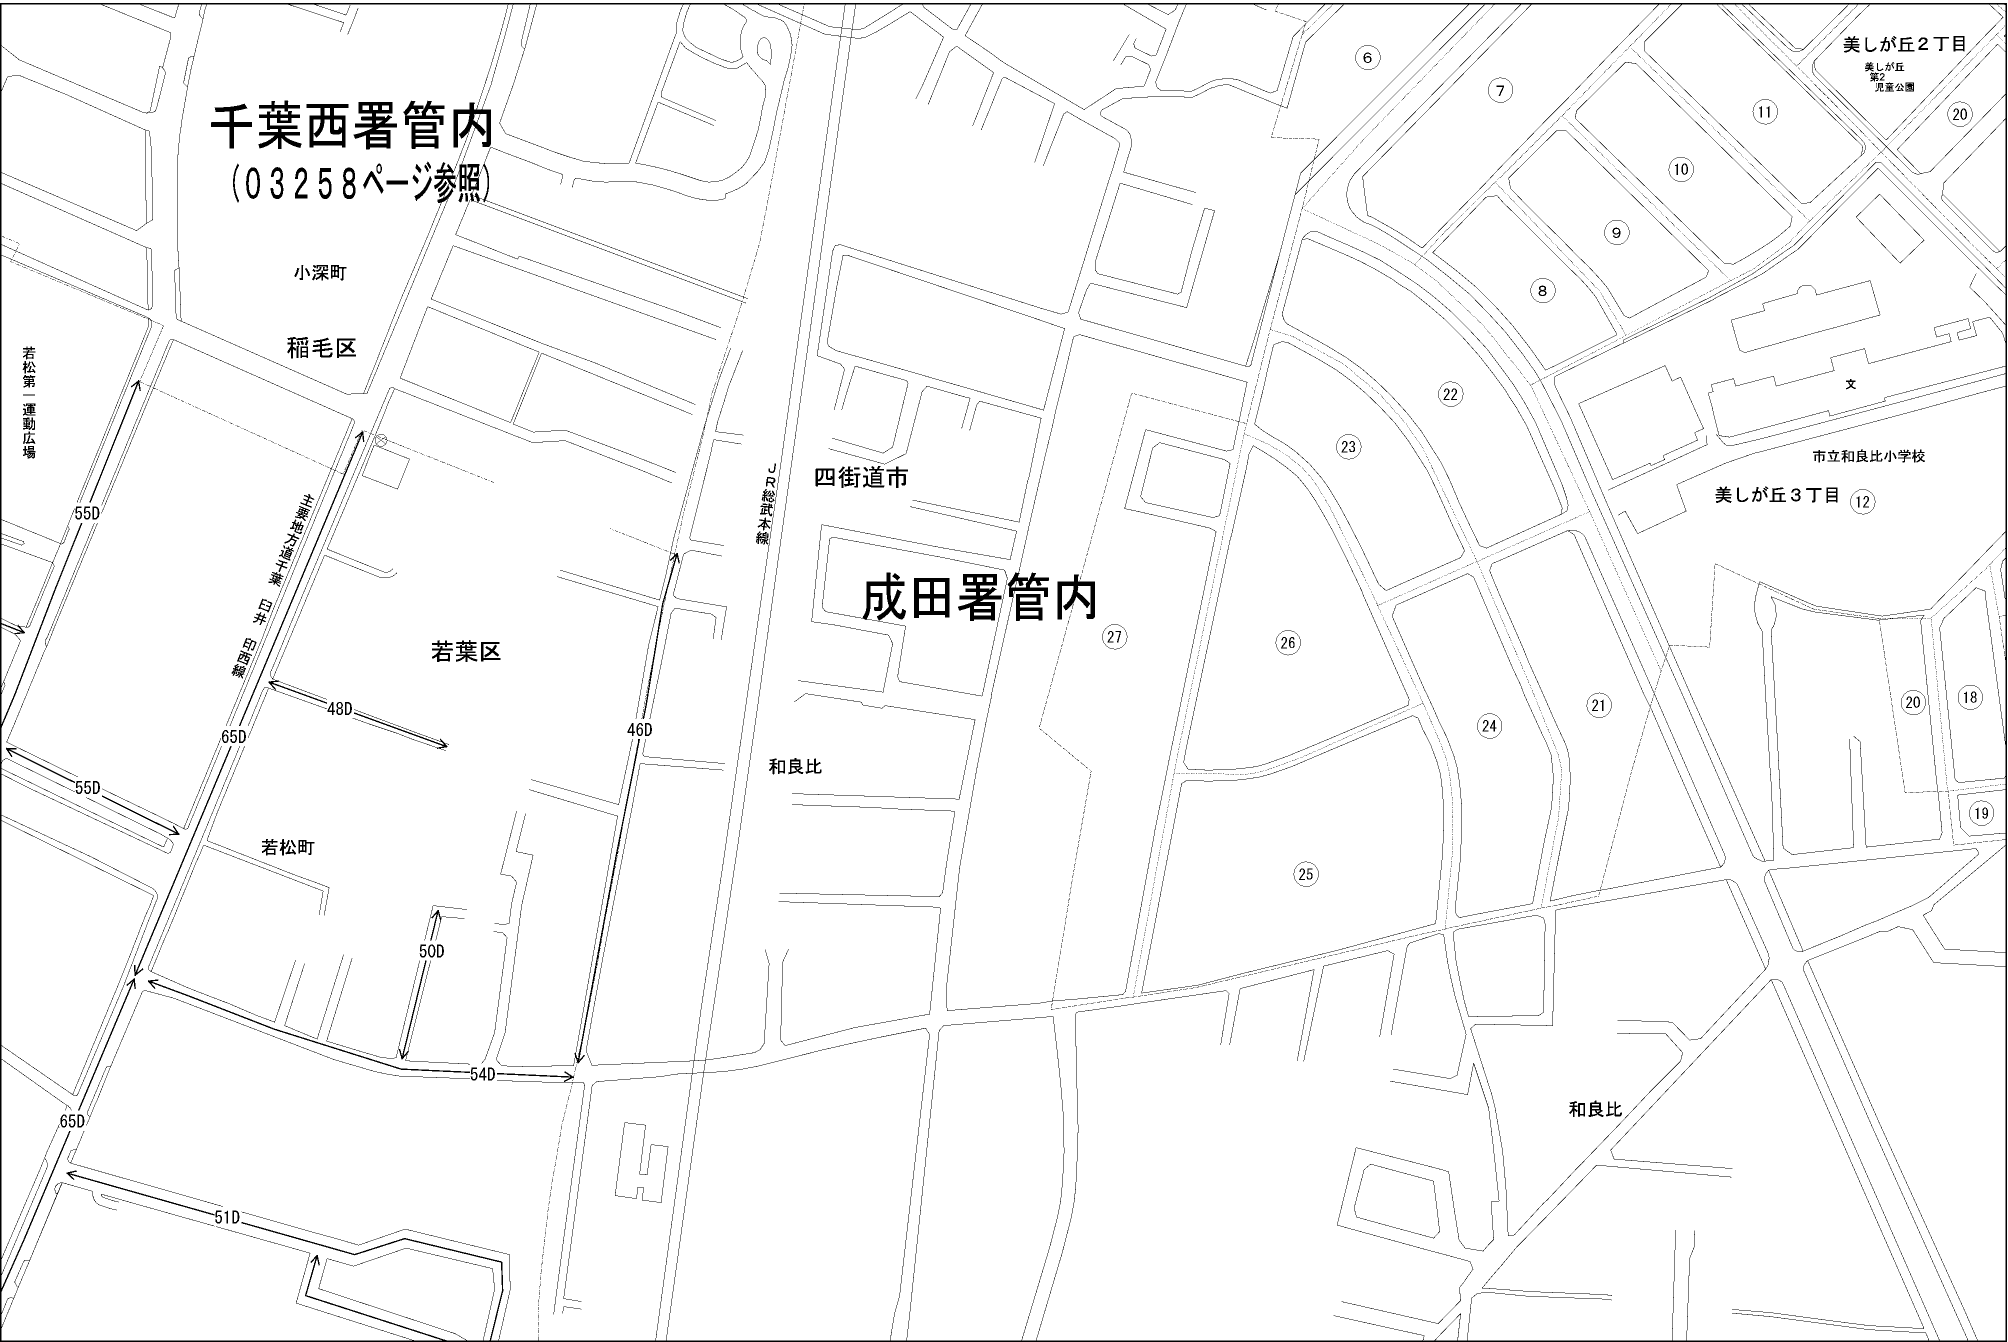 美しが丘２丁目
美しが丘
第2
児童公園
6
7
11
20
10
9
8
千葉西署管内
（０３２５８ページ参照）
小深町
稲毛区
若松第一運動広場
22
文
23
市立和良比小学校
美しが丘３丁目
12
四街道市
ＪＲ総武本線
55D
主要地方道千葉　臼井　印西線
成田署管内
27
26
若葉区
48D
65D
46D
21
20
18
24
和良比
55D
19
若松町
25
50D
54D
65D
和良比
51D